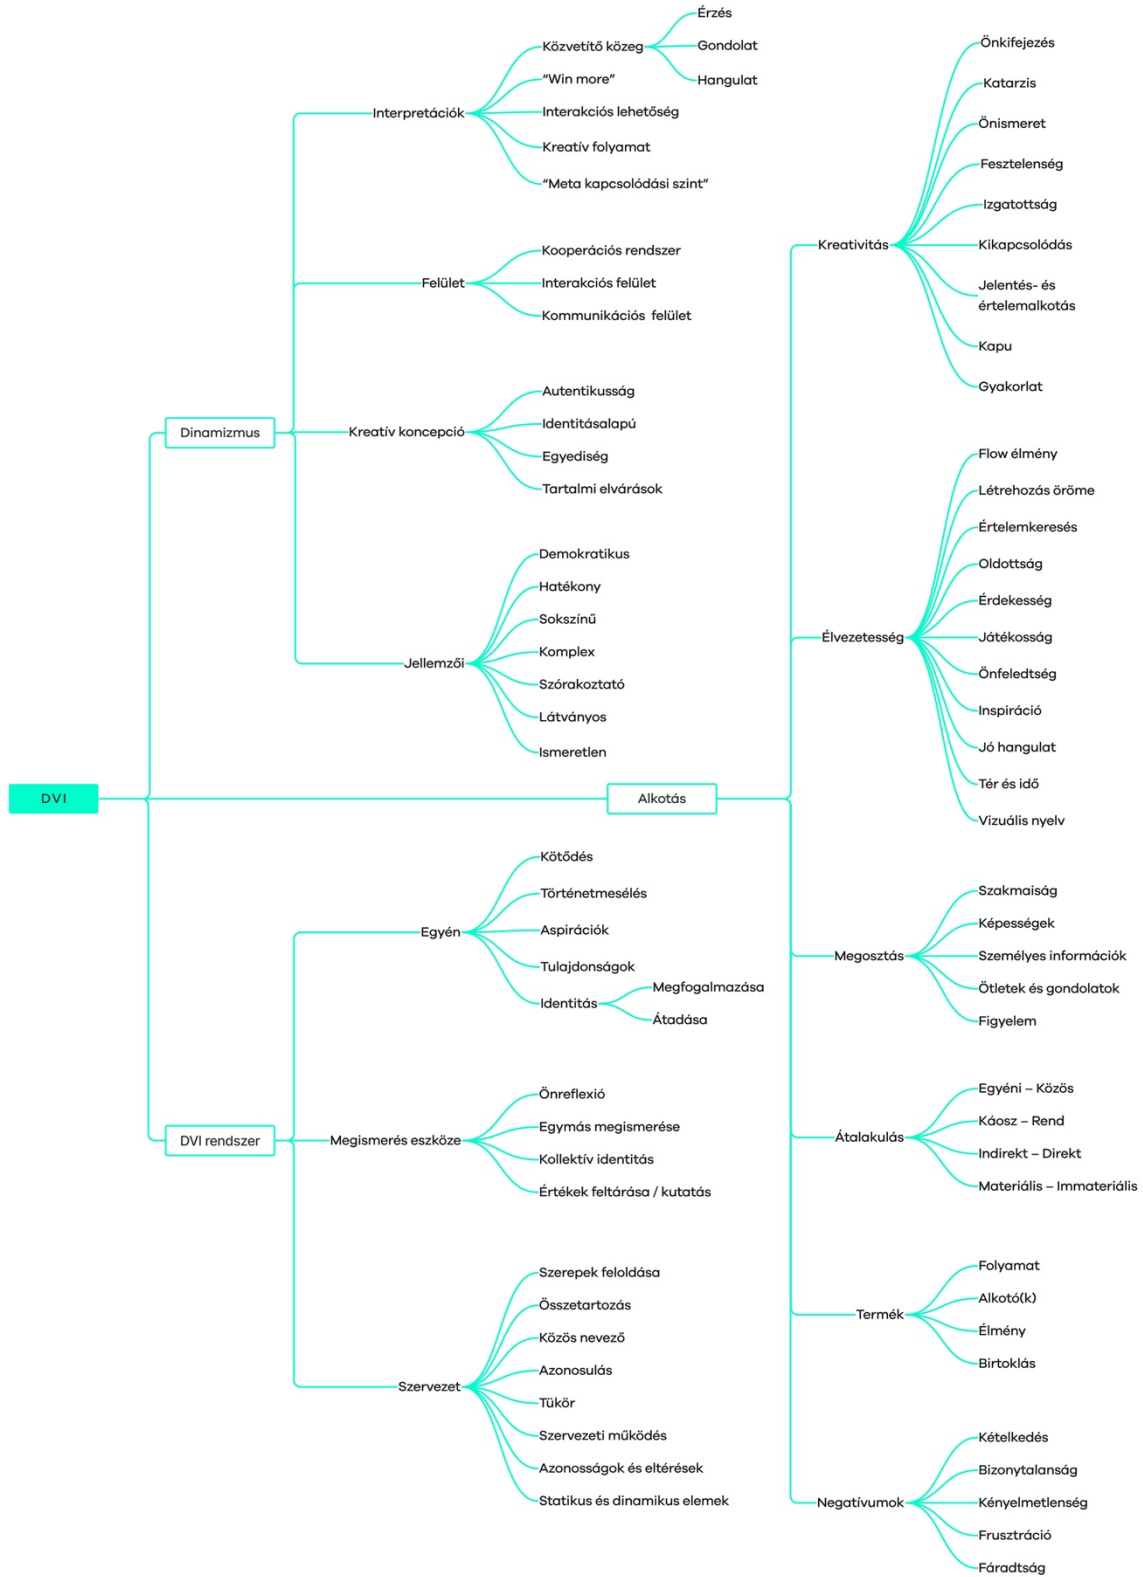 DVI
Dinamizmus
Interpretációk
Közvetítő közeg
Érzés
Gondolat
Hangulat
“Win more”
Interakciós lehetőség
Kreatív folyamat
“Meta kapcsolódási szint”
Felület
Kooperációs rendszer
Interakciós felület
Kommunikációs felület
Kreatív koncepció
Autentikusság
Identitásalapú
Egyediség
Tartalmi elvárások
Jellemzői
Demokratikus
Hatékony
Sokszínű
Komplex
Szórakoztató
Látványos
Ismeretlen
Alkotás
Kreativitás
Önkifejezés
Katarzis
Önismeret
Fesztelenség
Izgatottság
Kikapcsolódás
Jelentés- és
értelemalkotás
Kapu
Gyakorlat
Élvezetesség
Flow élmény
Létrehozás öröme
Értelemkeresés
Oldottság
Érdekesség
Játékosság
Önfeledtség
Inspiráció
Jó hangulat
Tér és idő
Vizuális nyelv
Megosztás
Szakmaiság
Képességek
Személyes információk
Ötletek és gondolatok
Figyelem
Átalakulás
Egyéni – Közös
Káosz – Rend
Indirekt – Direkt
Materiális – Immateriális
Termék
Folyamat
Alkotó(k)
Élmény
Birtoklás
Negatívumok
Kételkedés
Bizonytalanság
Kényelmetlenség
Frusztráció
Fáradtság
DVI rendszer
Egyén
Kötődés
Történetmesélés
Aspirációk
Tulajdonságok
Identitás
Megfogalmazása
Átadása
Megismerés eszköze
Önreflexió
Egymás megismerése
Kollektív identitás
Értékek feltárása / kutatás
Szervezet
Szerepek feloldása
Összetartozás
Közös nevező
Azonosulás
Tükör
Szervezeti működés
Azonosságok és eltérések
Statikus és dinamikus elemek